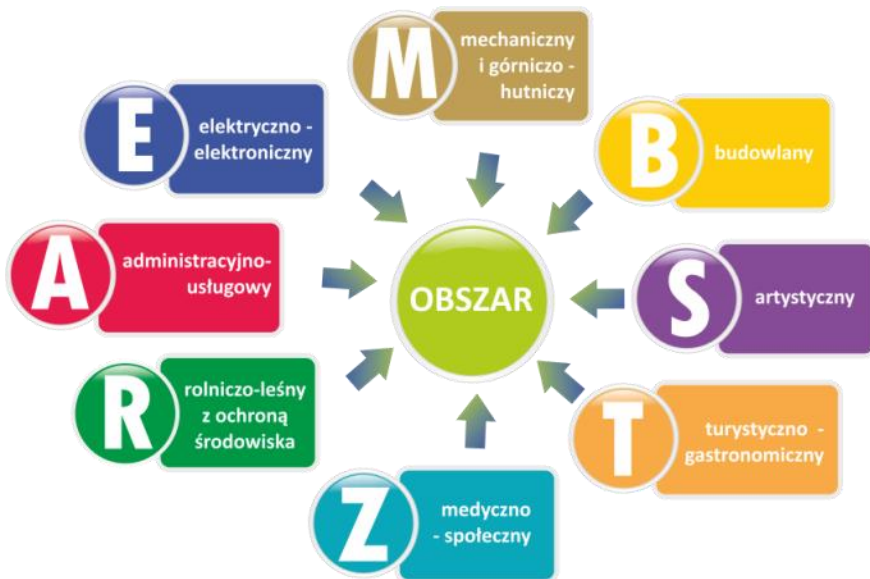 M
mechaniczny
i górniczo -
hutniczy
E
elektryczno -
elektroniczny
B
budowlany
A
administracyjno-
usługowy
OBSZAR
S
artystyczny
R
rolniczo-leśny
z ochroną
środowiska
T
turystyczno -
gastronomiczny
Z
medyczno
- społeczny